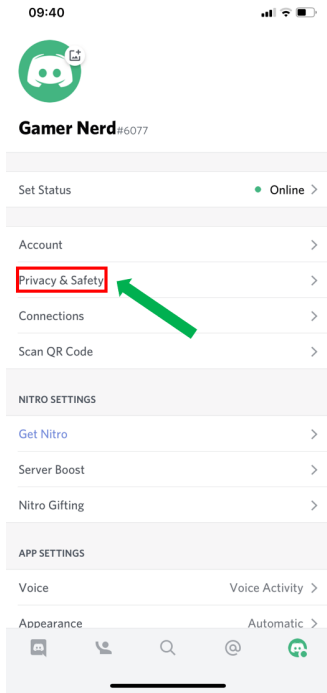 09:40
Gamer Nerd#6077
Set Status Online
Account
Privacy & Safety
Connections
Scan QR Code
NITRO SETTINGS
Get Nitro
Server Boost
Nitro Gifting
APP SETTINGS
Voice Voice Activity
Appearance Automatic